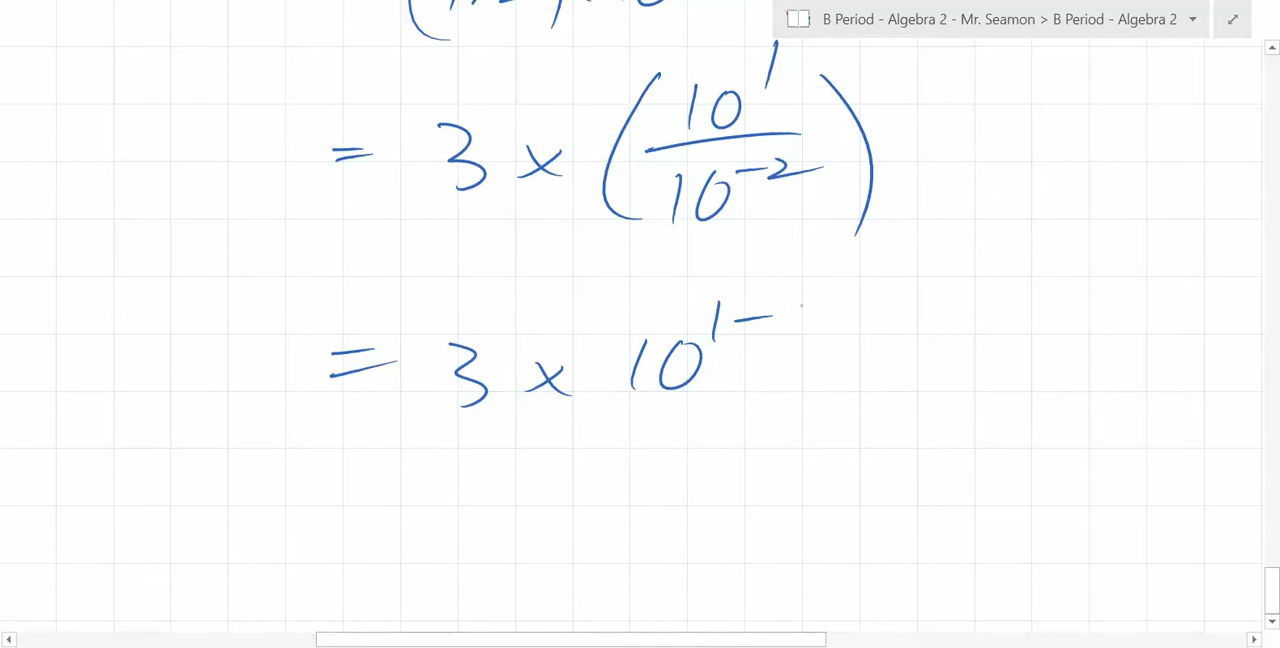 B Period - Algebra 2 - Mr. Seamon > B Period - Algebra 2
= 3 x (10^1 / 10^-2)
= 3 x 10^1-